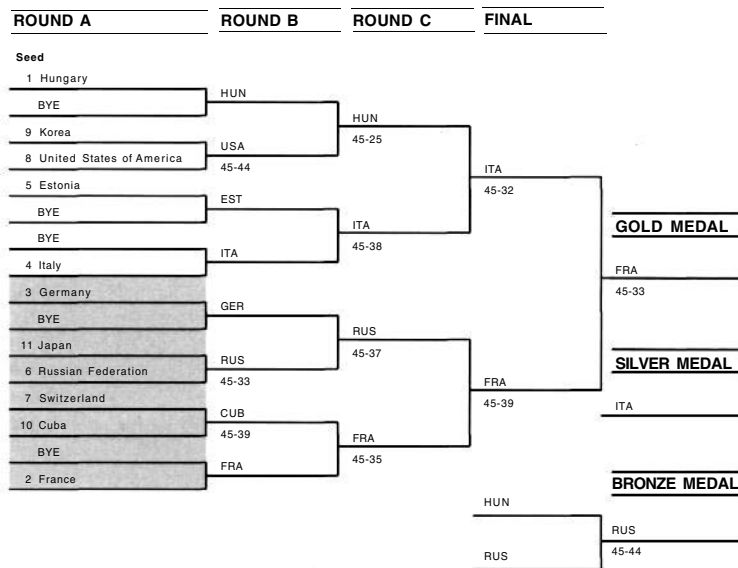 ROUND A
ROUND B
ROUND C
FINAL
Seed
1 Hungary
BYE
9 Korea
8 United States of America
5 Estonia
BYE
BYE
4 Italy
3 Germany
BYE
11 Japan
6 Russian Federation
7 Switzerland
10 Cuba
BYE
2 France
HUN
USA
45-44
EST
ITA
GER
RUS
45-33
CUB
45-39
FRA
HUN
45-25
ITA
45-38
RUS
45-37
FRA
45-35
ITA
45-32
FRA
45-39
GOLD MEDAL
FRA
45-33
SILVER MEDAL
ITA
BRONZE MEDAL
HUN
RUS
RUS
45-44